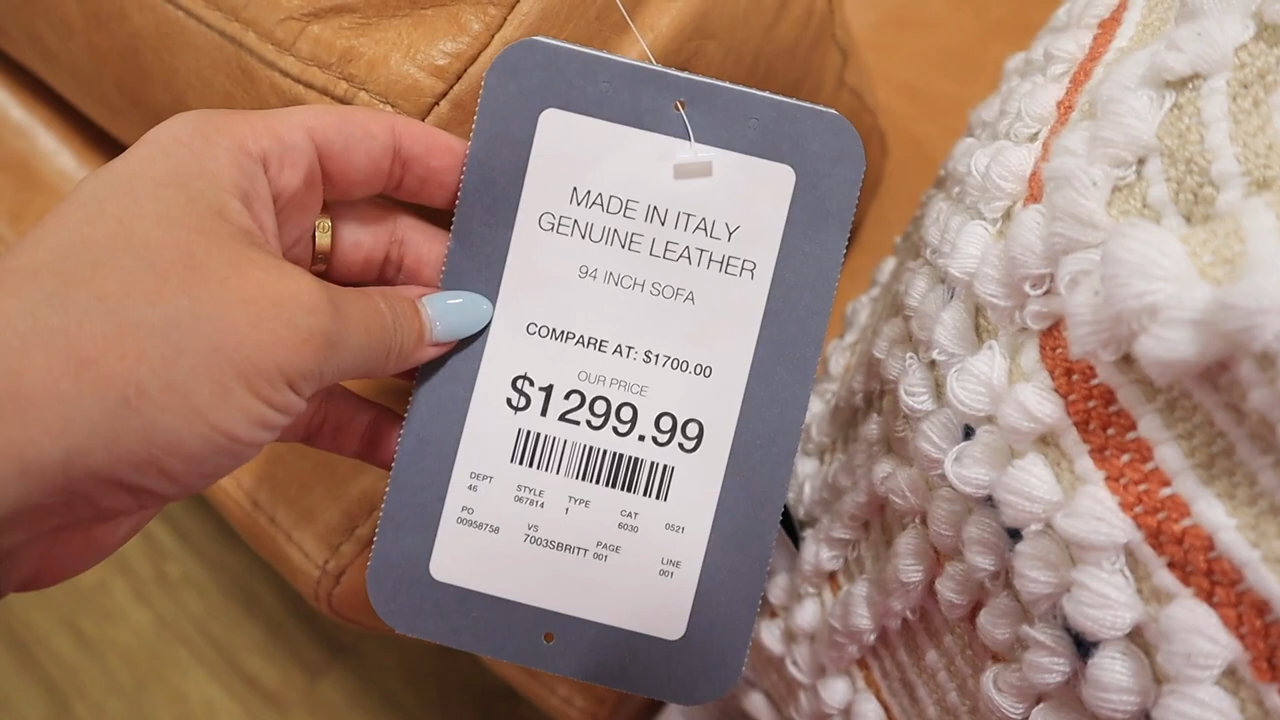 MADE IN ITALY
GENUINE LEATHER
94 INCH SOFA
COMPARE AT: $1700.00
OUR PRICE
$1299.99
DEPT STYLE TYPE CAT 0521
46 067814 1 6030
PO VS PAGE LINE
00958758 7003SBRITT 001 001